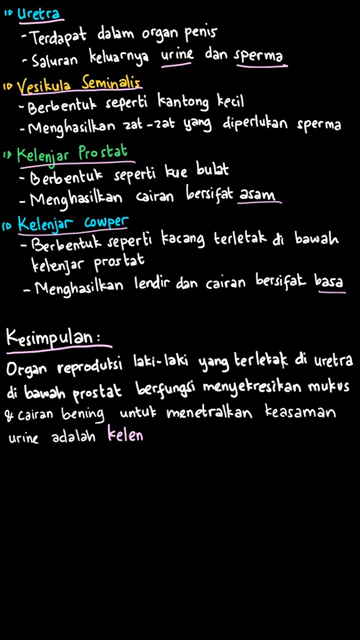 Uretra
- Terdapat dalam organ penis
- Saluran keluarnya urine dan sperma
Vesikula Seminalis
- Berbentuk seperti kantong kecil
- Menghasilkan zat-zat yang diperlukan sperma
Kelenjar Prostat
- Berbentuk seperti kue bulat
- Menghasilkan cairan bersifat asam
Kelenjar Cowper
- Berbentuk seperti kacang terletak di bawah
kelenjar prostat
- Menghasilkan lendir dan cairan bersifat basa
Kesimpulan:
Organ reproduksi laki-laki yang terletak di uretra
di bawah prostat berfungsi menyekresikan mukus
& cairan bening untuk menetralkan keasaman
urine adalah kelen